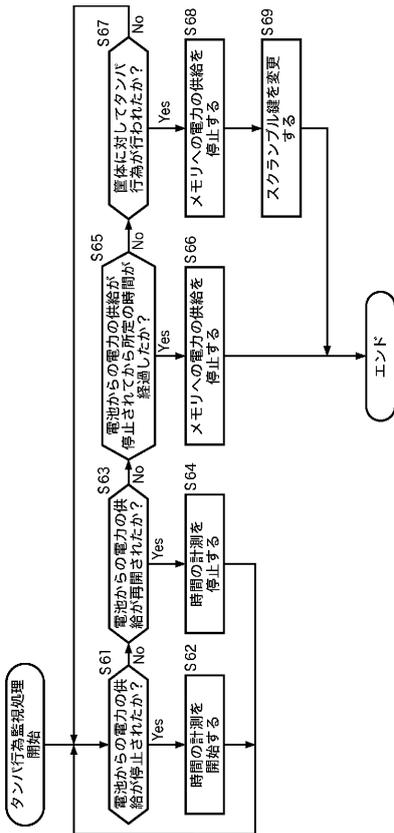 タンパ行為監視処理
開始
S61
電池からの電力の供
給が停止されたか？
No
Yes
S62
時間の計測を
開始する
S63
電池からの電力の供
給が再開されたか？
No
Yes
S64
時間の計測を
停止する
S65
電池からの電力の供給が
停止されてから所定の時間が
経過したか？
No
Yes
S66
メモリへの電力の供給を
停止する
S67
筐体に対してタンパ
行為が行われたか？
No
Yes
S68
メモリへの電力の供給を
停止する
S69
スクランブル鍵を変更
する
エンド